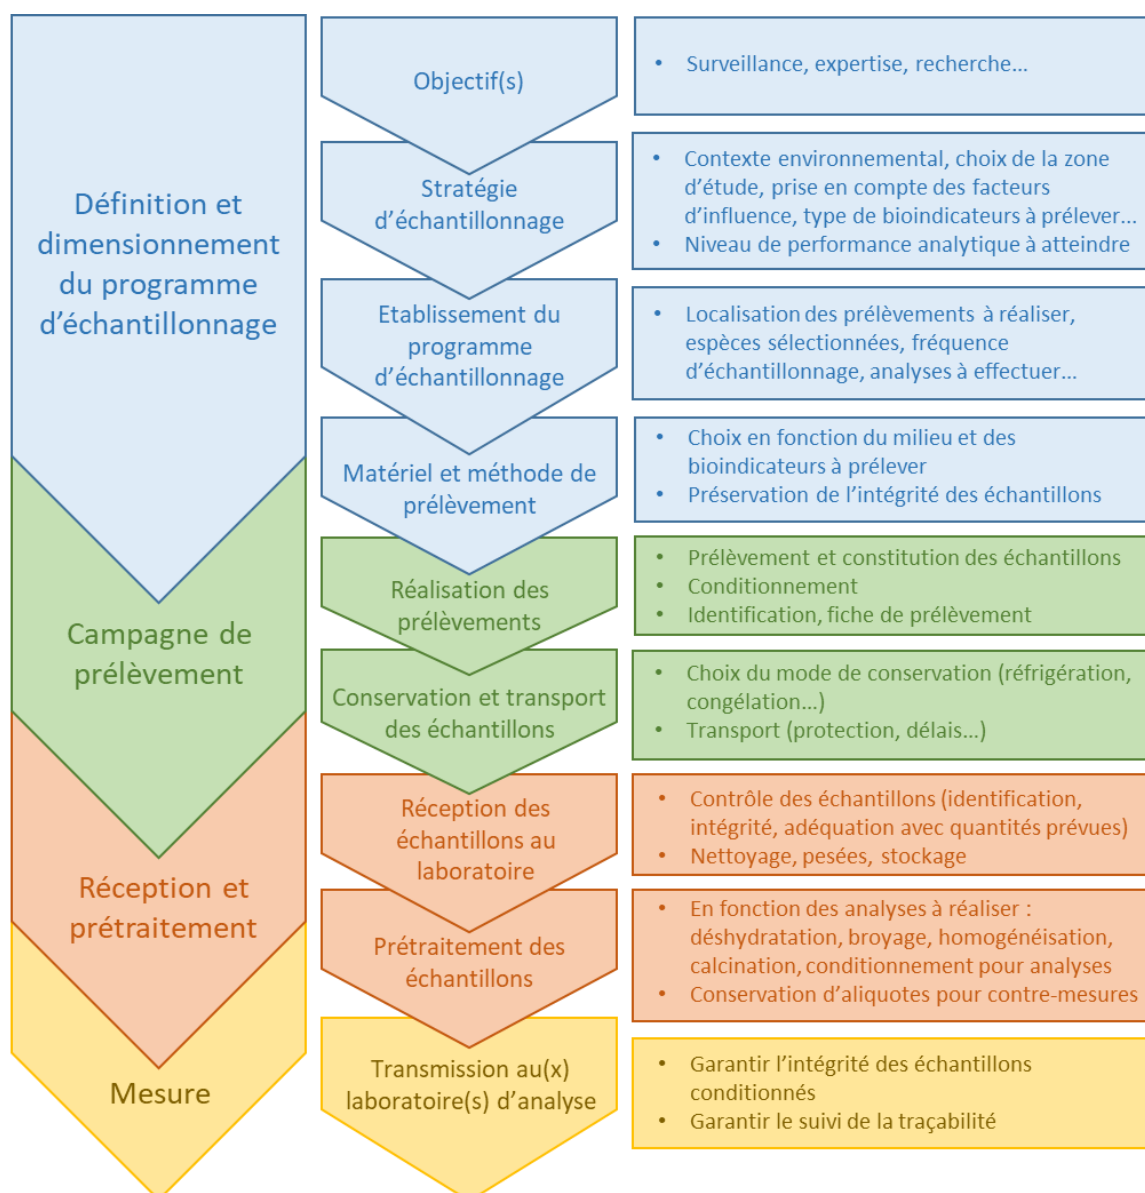 Définition et
dimensionnement
du programme
d’échantillonnage
Objectif(s)
• Surveillance, expertise, recherche…
Stratégie
d’échantillonnage
• Contexte environnemental, choix de la zone
d’étude, prise en compte des facteurs
d’influence, type de bioindicateurs à prélever…
• Niveau de performance analytique à atteindre
Etablissement du
programme
d’échantillonnage
• Localisation des prélèvements à réaliser,
espèces sélectionnées, fréquence
d’échantillonnage, analyses à effectuer…
Matériel et méthode de
prélèvement
• Choix en fonction du milieu et des
bioindicateurs à prélever
• Préservation de l’intégrité des échantillons
Campagne de
prélèvement
Réalisation des
prélèvements
• Prélèvement et constitution des échantillons
• Conditionnement
• Identification, fiche de prélèvement
Conservation et transport
des échantillons
• Choix du mode de conservation (réfrigération,
congélation…)
• Transport (protection, délais…)
Réception et
prétraitement
Réception des
échantillons au
laboratoire
• Contrôle des échantillons (identification,
intégrité, adéquation avec quantités prévues)
• Nettoyage, pesées, stockage
Prétraitement des
échantillons
• En fonction des analyses à réaliser :
déshydratation, broyage, homogénéisation,
calcination, conditionnement pour analyses
• Conservation d’aliquotes pour contre-mesures
Mesure
Transmission au(x)
laboratoire(s) d’analyse
• Garantir l’intégrité des échantillons
conditionnés
• Garantir le suivi de la traçabilité